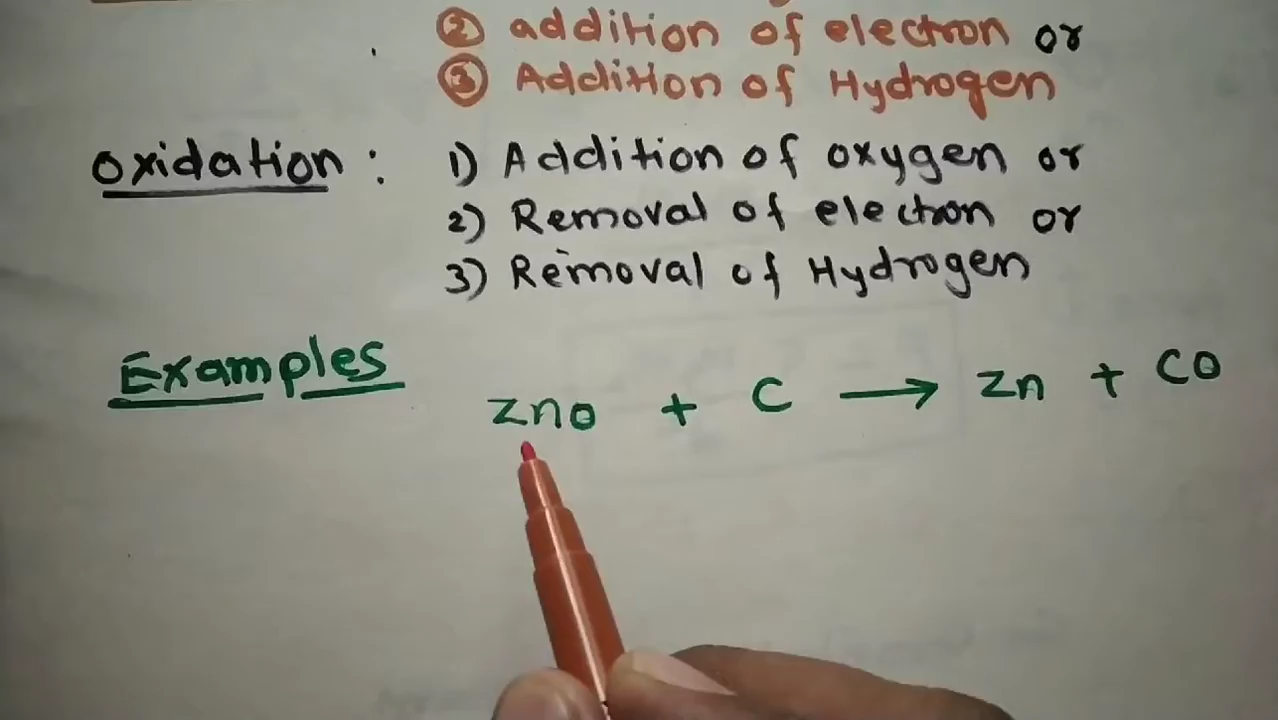 ② addition of electron or
③ Addition of Hydrogen
Oxidation : 1) Addition of oxygen or
2) Removal of electron or
3) Removal of Hydrogen
Examples
ZnO + C → Zn + CO